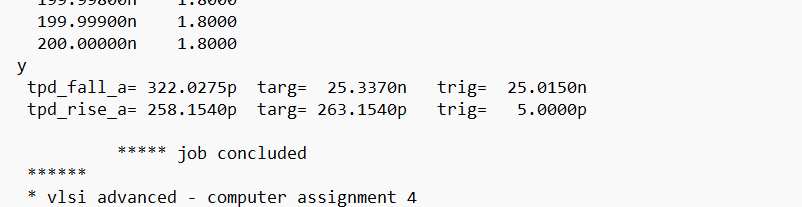 199.99800n 1.8000
199.99900n 1.8000
200.00000n 1.8000
y
tpd_fall_a= 322.0275p targ= 25.3370n trig= 25.0150n
tpd_rise_a= 258.1540p targ= 263.1540p trig= 5.0000p
***** job concluded
******
* vlsi advanced - computer assignment 4